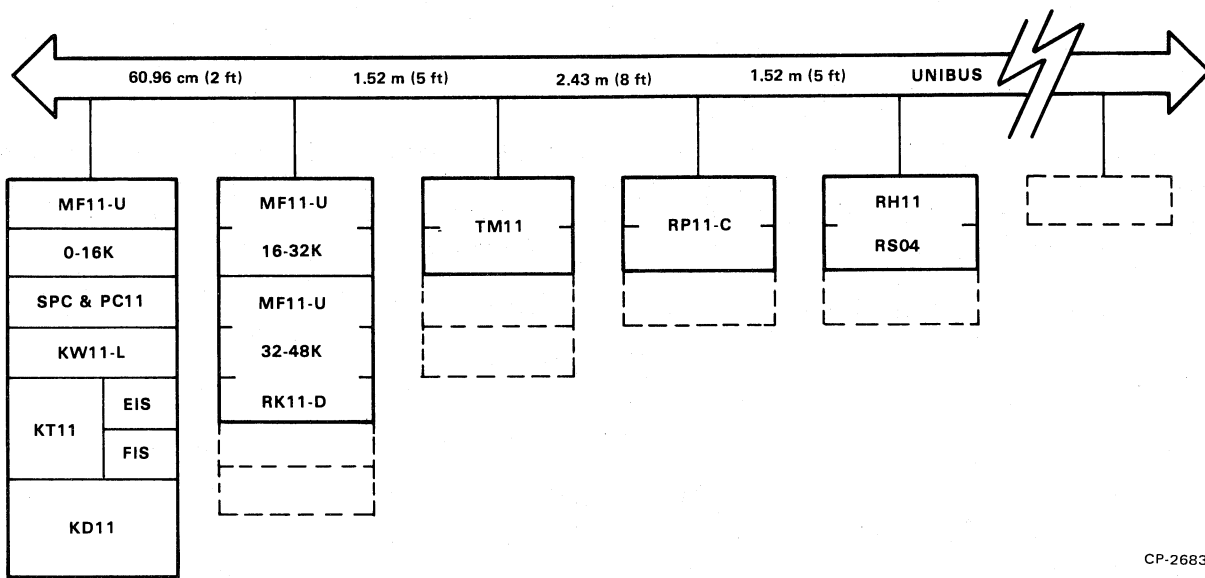 60.96 cm (2 ft) 1.52 m (5 ft) 2.43 m (8 ft) 1.52 m (5 ft) UNIBUS
MF11-U
0-16K
SPC & PC11
KW11-L
KT11
EIS
FIS
KD11
MF11-U
16-32K
MF11-U
32-48K
RK11-D
TM11
RP11-C
RH11
RS04
CP-2683